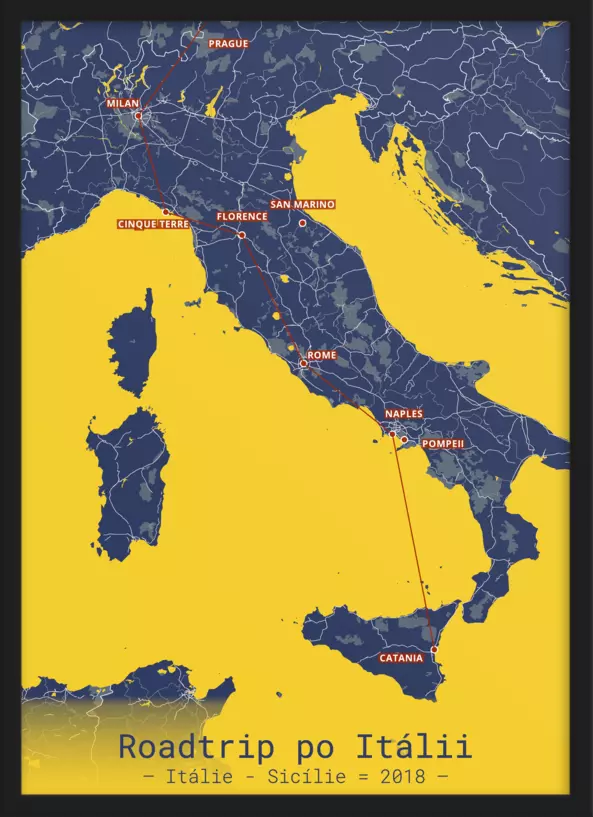 PRAGUE
MILAN
SAN MARINO
FLORENCE
CINQUE TERRE
ROME
NAPLES
POMPEII
CATANIA
Roadtrip po Itálii
– Itálie - Sicílie = 2018 –